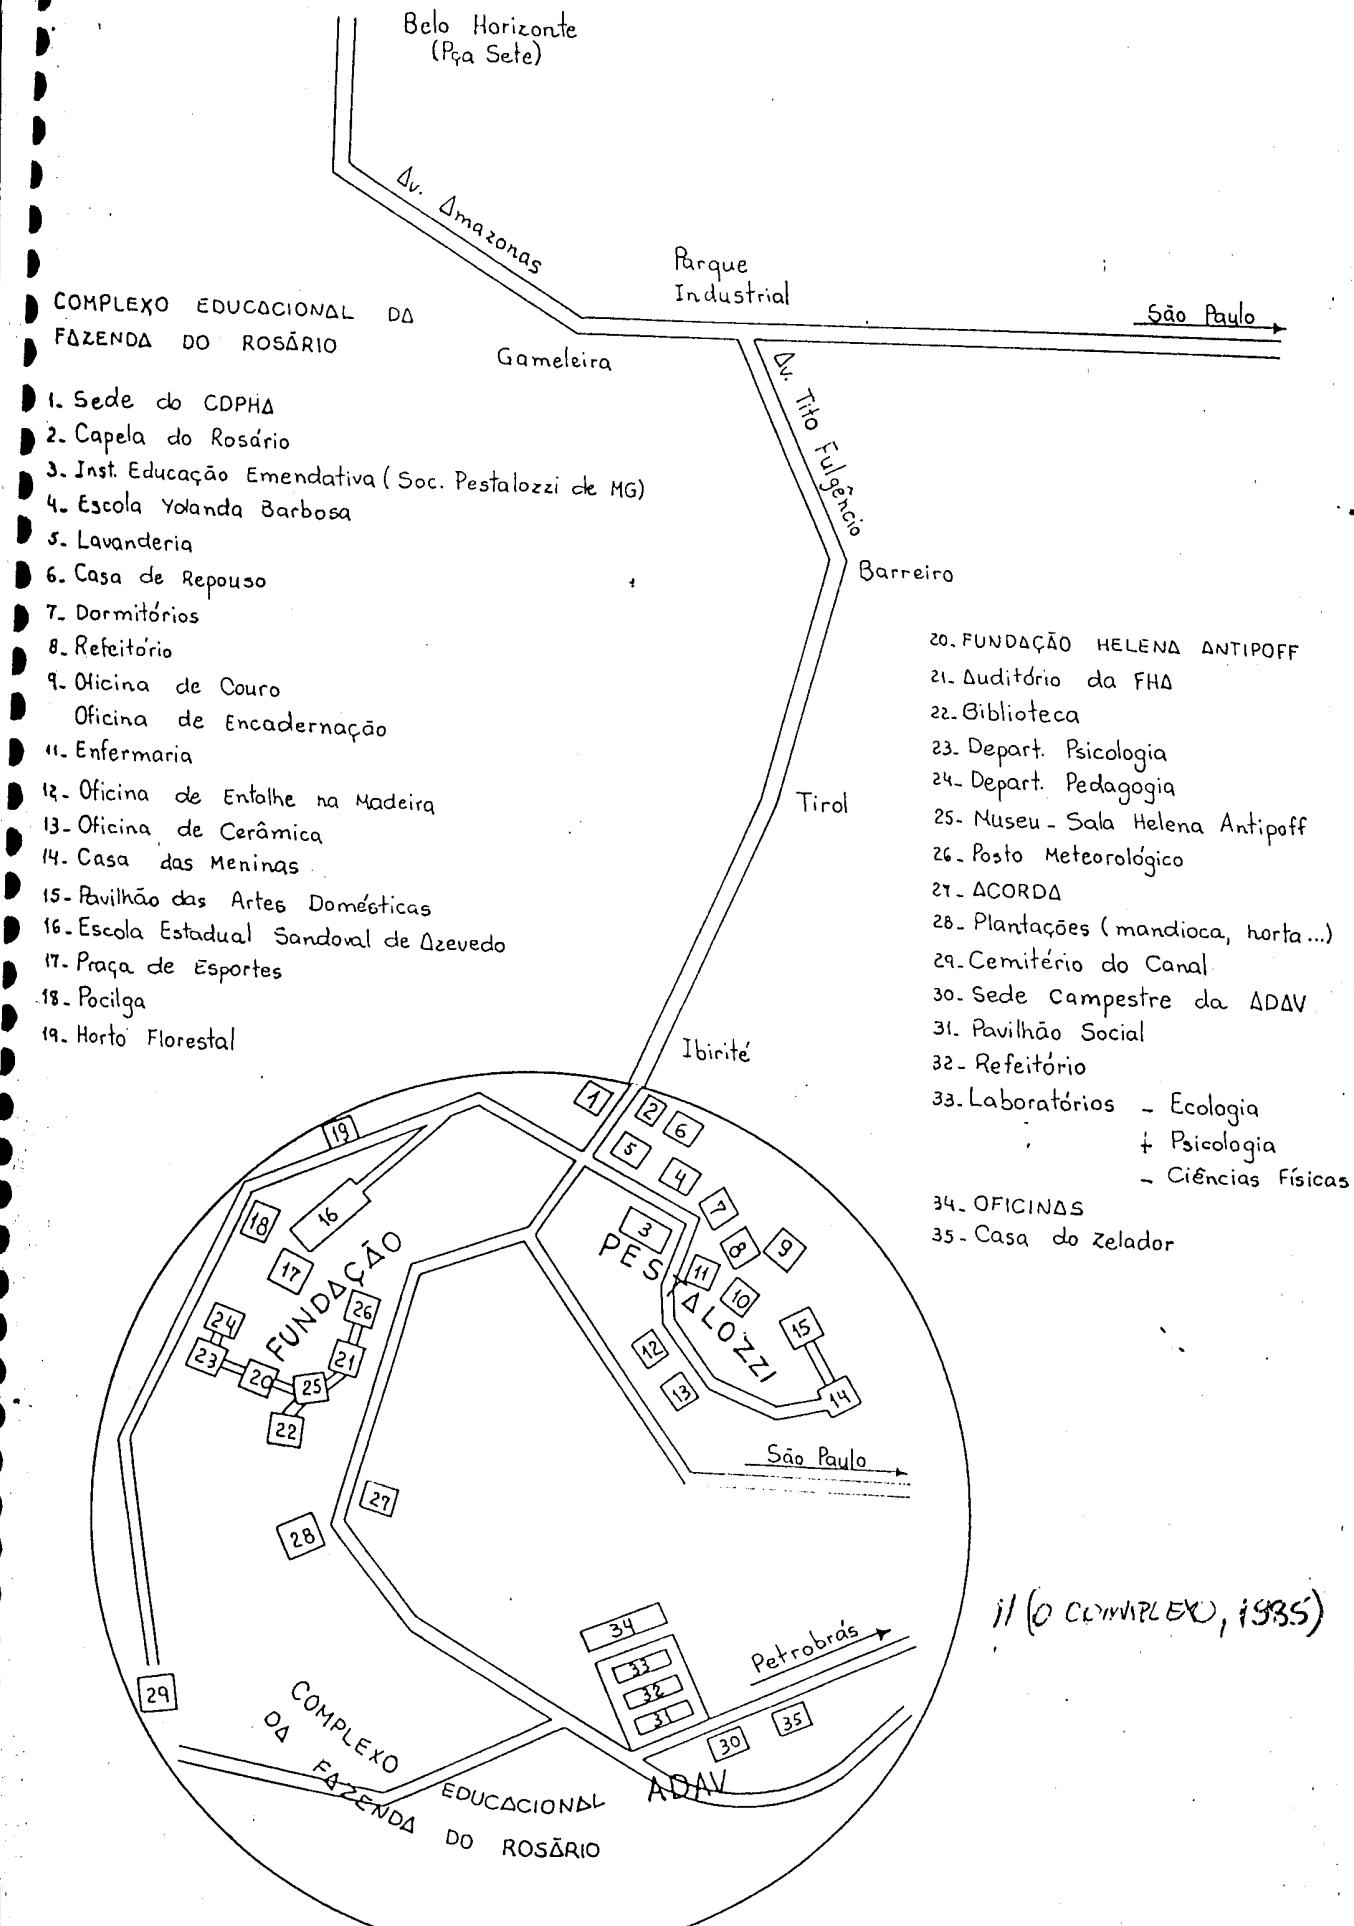 Belo Horizonte
(Pça Sete)
Av. Amazonas
Parque
Industrial
São Paulo
Gameleira
Av. Tito Fulgêncio
Barreiro
Tirol
Ibirité
COMPLEXO EDUCACIONAL DA
FAZENDA DO ROSÁRIO
1. Sede do CDPHA
2. Capela do Rosário
3. Inst. Educação Emendativa (Soc. Pestalozzi de MG)
4. Escola Yolanda Barbosa
5. Lavanderia
6. Casa de Repouso
7. Dormitórios
8. Refeitório
9. Oficina de Couro
Oficina de Encadernação
11. Enfermaria
12. Oficina de Entalhe na Madeira
13. Oficina de Cerâmica
14. Casa das Meninas
15. Pavilhão das Artes Domésticas
16. Escola Estadual Sandoval de Azevedo
17. Praça de Esportes
18. Pocilga
19. Horto Florestal
20. FUNDAÇÃO HELENA ANTIPOFF
21. Auditório da FHA
22. Biblioteca
23. Depart. Psicologia
24. Depart. Pedagogia
25. Museu - Sala Helena Antipoff
26. Posto Meteorológico
27. ACORDA
28. Plantações (mandioca, horta...)
29. Cemitério do Canal
30. Sede Campestre da ADAV
31. Pavilhão Social
32. Refeitório
33. Laboratórios - Ecologia
- Psicologia
- Ciências Físicas
34. OFICINAS
35. Casa do Zelador
1
2
6
5
4
19
7
3
8
9
18
16
17
11
10
PESTALOZZI
FUNDAÇÃO
26
24
15
23
21
12
20
25
13
14
22
São Paulo
27
28
34
33
32
31
Petrobrás
29
35
30
ADAV
COMPLEXO
EDUCACIONAL
DA FAZENDA
DO ROSÁRIO
(O COMPLEXO, 1985)